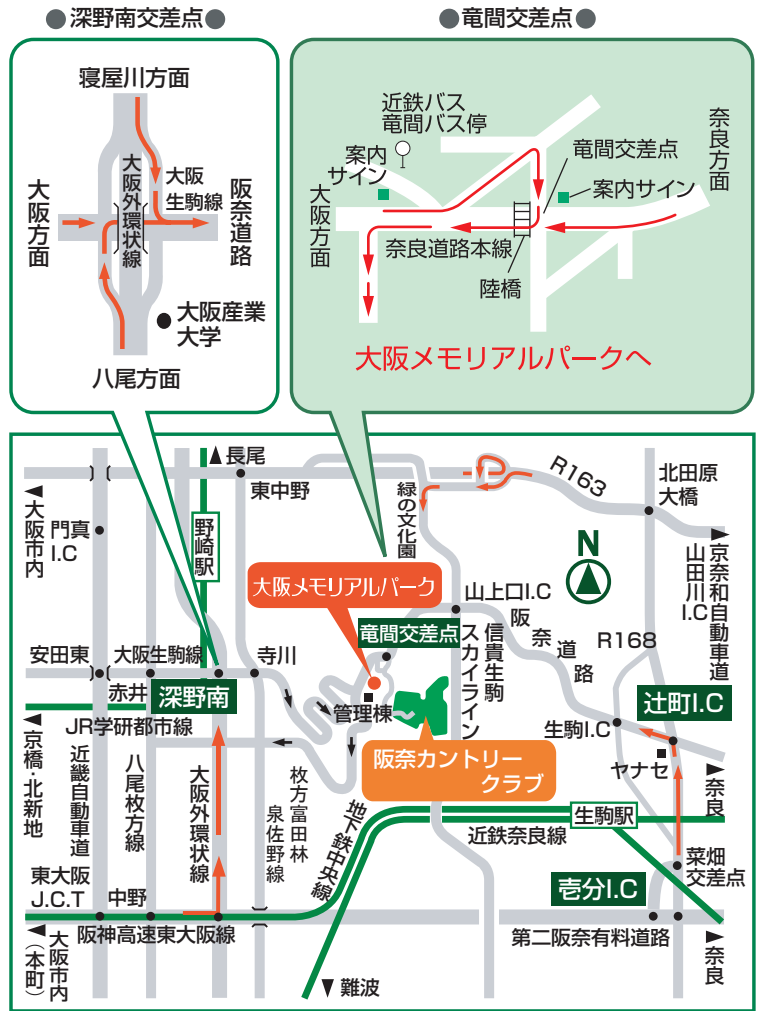 ●深野南交差点●
寝屋川方面
大阪
生駒線
大阪外環状線
大阪方面
阪奈道路
大阪産業
大学
八尾方面
●竜間交差点●
近鉄バス
竜間バス停
案内
サイン
大阪方面
竜間交差点
案内サイン
奈良方面
奈良道路本線
陸橋
大阪メモリアルパークへ
長尾
東中野
大阪市内
門真
I.C
野崎駅
緑の文化園
R163
北田原
大橋
N
京奈和自動車道
山田川I.C
大阪メモリアルパーク
山上口I.C
竜間交差点
阪奈道路
信貴生駒
スカイライン
R168
安田東
大阪生駒線
寺川
赤井
深野南
管理棟
辻町I.C
JR学研都市線
生駒I.C
ヤナセ
京橋・北新地
近畿自動車道
八尾枚方線
大阪外環状線
枚方富田林
泉佐野線
地下鉄中央線
阪奈カントリー
クラブ
奈良
生駒駅
近鉄奈良線
菜畑
交差点
東大阪
J.C.T
中野
壱分I.C
阪神高速東大阪線
第二阪奈有料道路
大阪市内
（本町）
難波
奈良